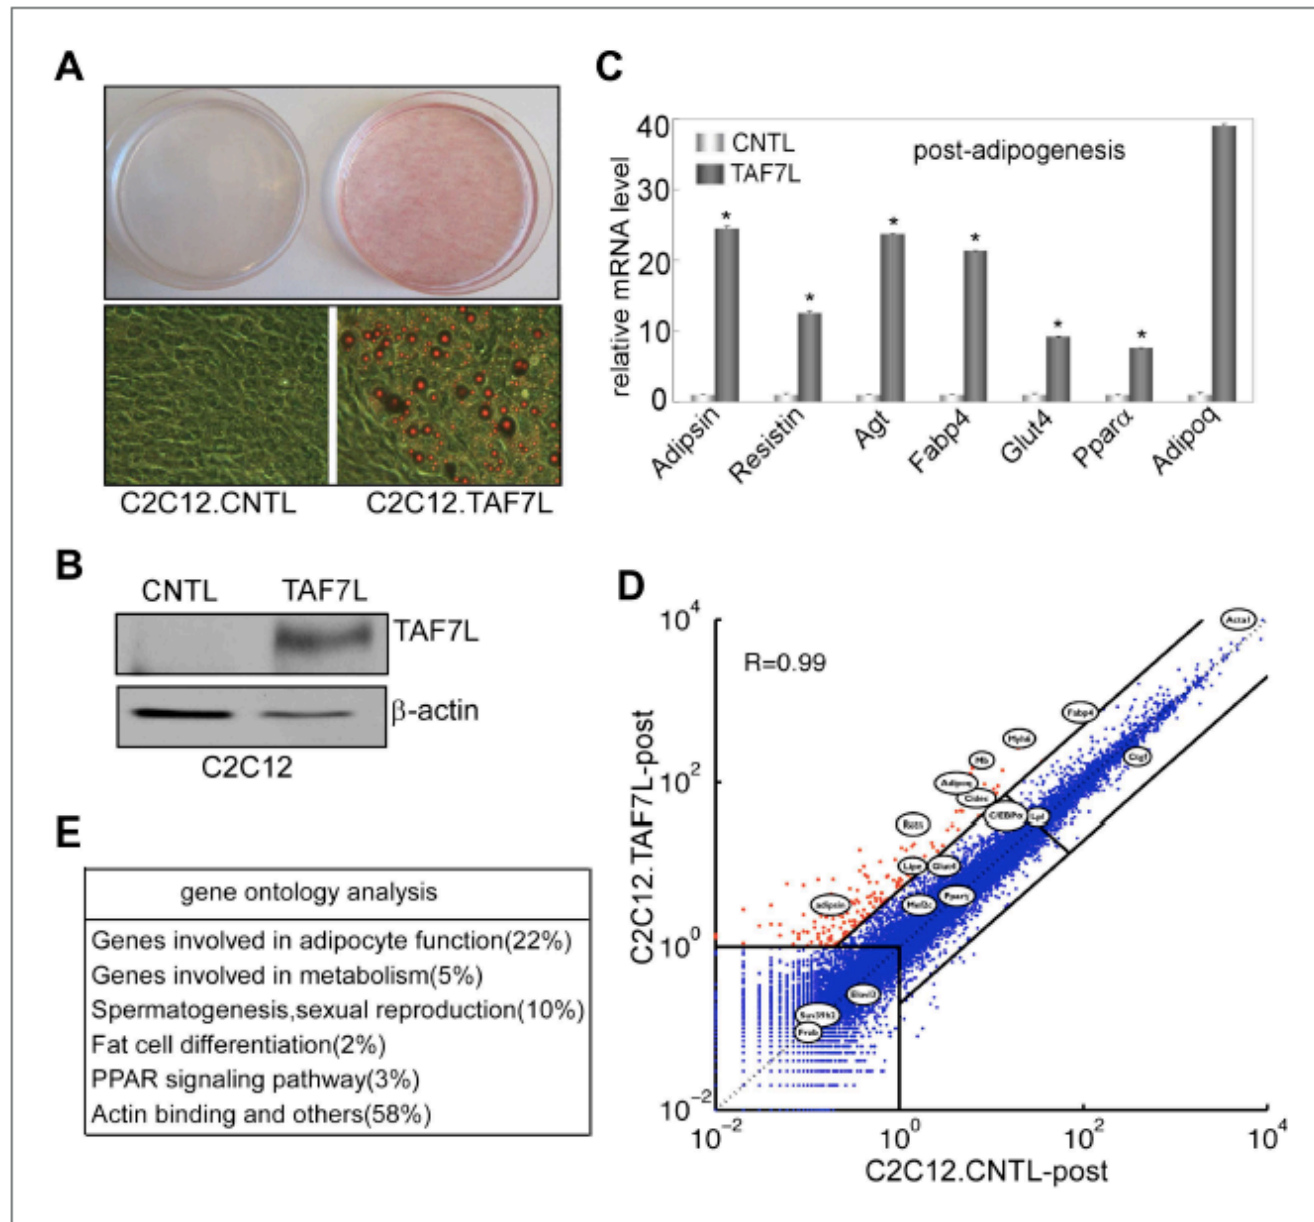 A
C2C12.CNTL
C2C12.TAF7L
B
CNTL
TAF7L
TAF7L
β-actin
C2C12
C
40
30
20
10
0
relative mRNA level
CNTL
TAF7L
post-adipogenesis
*
*
*
*
*
*
Adipsin
Resistin
Agt
Fabp4
Glut4
Pparα
Adipoq
D
R=0.99
C2C12.TAF7L-post
10⁴
10²
10⁰
10⁻²
10⁻²
10⁰
10²
10⁴
C2C12.CNTL-post
Acta1
Fabp4
Myh6
Mb
Adipoq
Cidec
C/EBPα
Lpl
Ctgf
Retn
Lipe
Glut4
adipsin
Mef2c
Pparγ
Elavl2
Suv39h2
E
gene ontology analysis
Genes involved in adipocyte function(22%)
Genes involved in metabolism(5%)
Spermatogenesis,sexual reproduction(10%)
Fat cell differentiation(2%)
PPAR signaling pathway(3%)
Actin binding and others(58%)